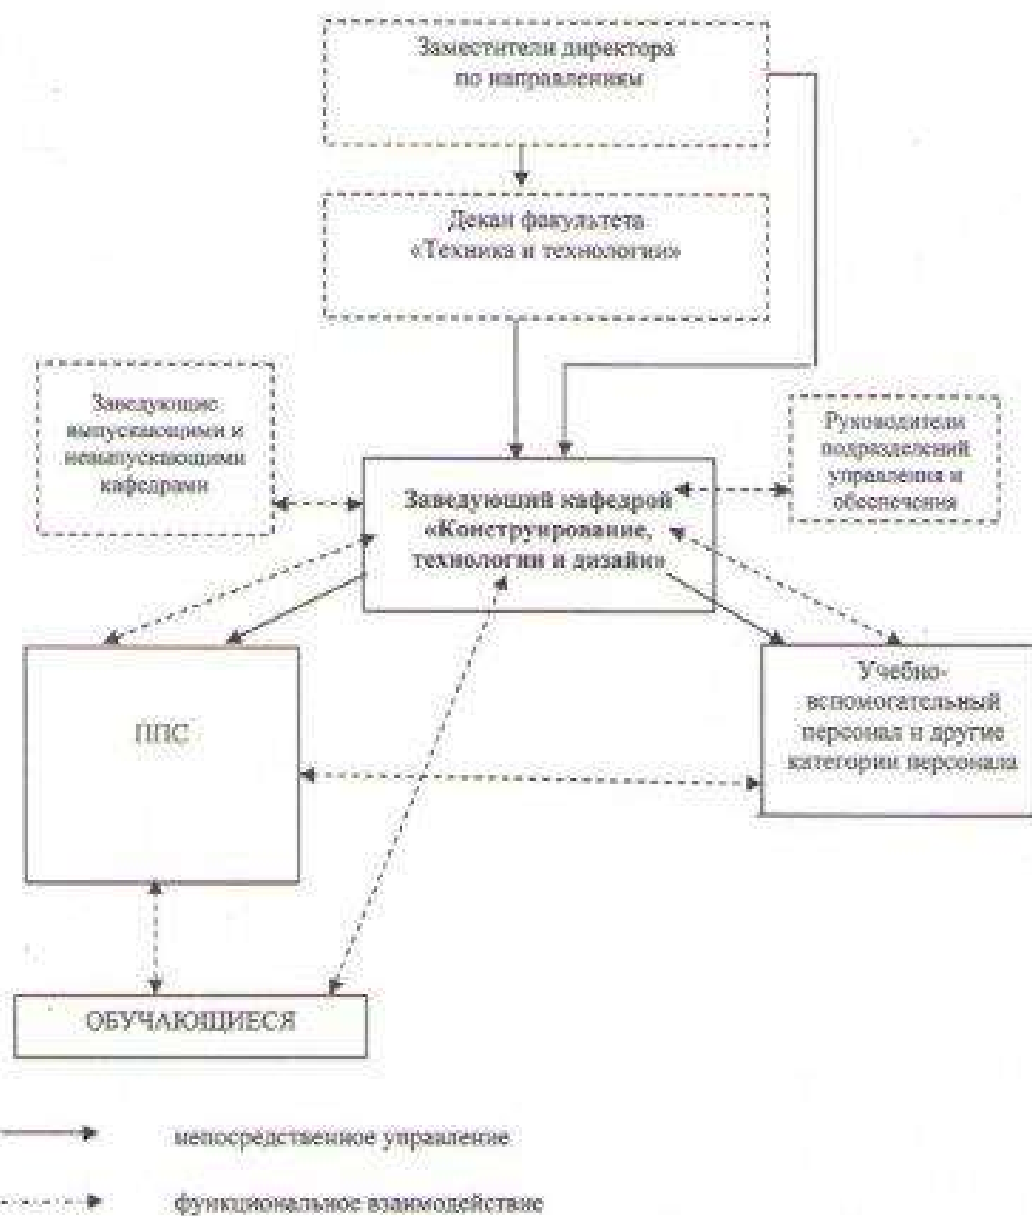 Заместители директора
по направлениям
Декан факультета
«Техника и технологии»
Заведующие
выпускающими и
невыпускающими
кафедрами
Руководители
подразделений
управления и
обеспечения
Заведующий кафедрой
«Конструирование,
технологии и дизайн»
ППС
Учебно-
вспомогательный
персонал и другие
категории персонала
ОБУЧАЮЩИЕСЯ
непосредственное управление
функциональное взаимодействие